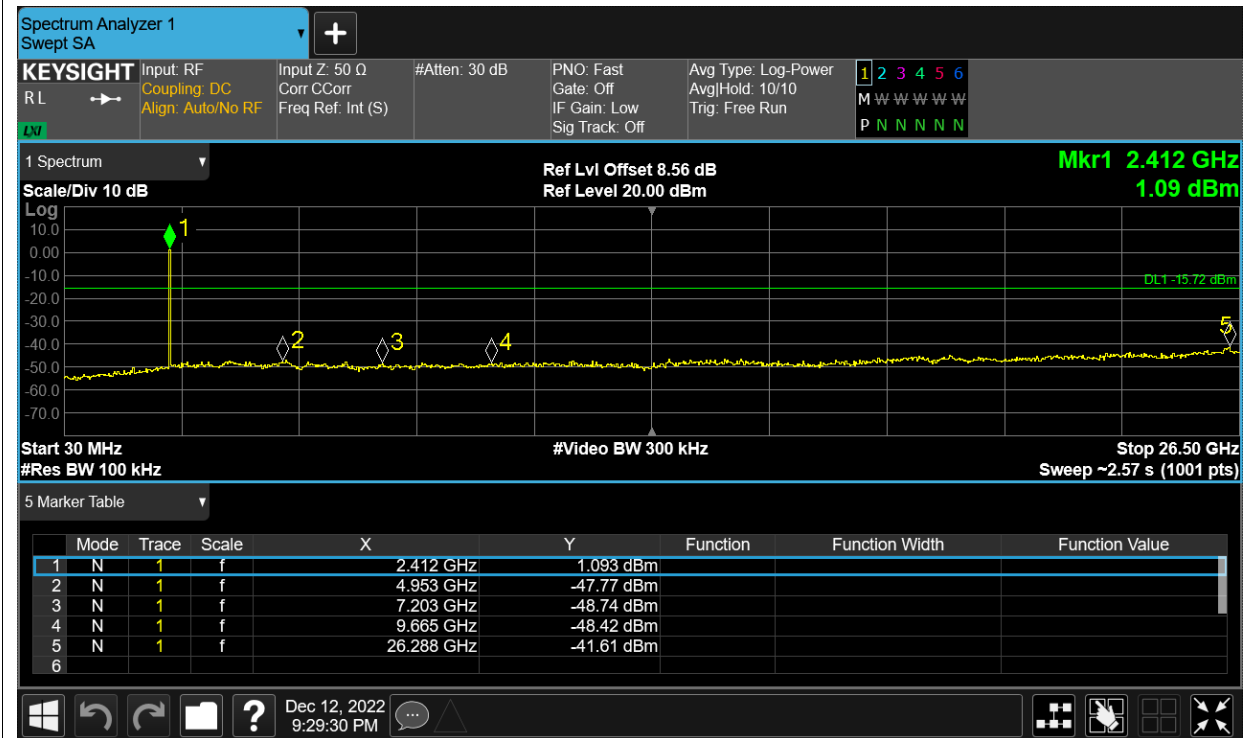 Spectrum Analyzer 1
Swept SA
KEYSIGHT
R L
LXI
Input: RF
Coupling: DC
Align: Auto/No RF
Input Z: 50 Ω
Corr CCorr
Freq Ref: Int (S)
#Atten: 30 dB
PNO: Fast
Gate: Off
IF Gain: Low
Sig Track: Off
Avg Type: Log-Power
Avg|Hold: 10/10
Trig: Free Run
1 2 3 4 5 6
M W W W W W
P N N N N N
1 Spectrum
Scale/Div 10 dB
Ref Lvl Offset 8.56 dB
Ref Level 20.00 dBm
Mkr1 2.412 GHz
1.09 dBm
Log
10.0
0.00
-10.0
-20.0
-30.0
-40.0
-50.0
-60.0
-70.0
1
DL1 -15.72 dBm
2
3
4
5
Start 30 MHz
#Res BW 100 kHz
#Video BW 300 kHz
Stop 26.50 GHz
Sweep ~2.57 s (1001 pts)
5 Marker Table
Mode Trace Scale X Y Function Function Width Function Value
1 N 1 f 2.412 GHz 1.093 dBm
2 N 1 f 4.953 GHz -47.77 dBm
3 N 1 f 7.203 GHz -48.74 dBm
4 N 1 f 9.665 GHz -48.42 dBm
5 N 1 f 26.288 GHz -41.61 dBm
6
?
Dec 12, 2022
9:29:30 PM